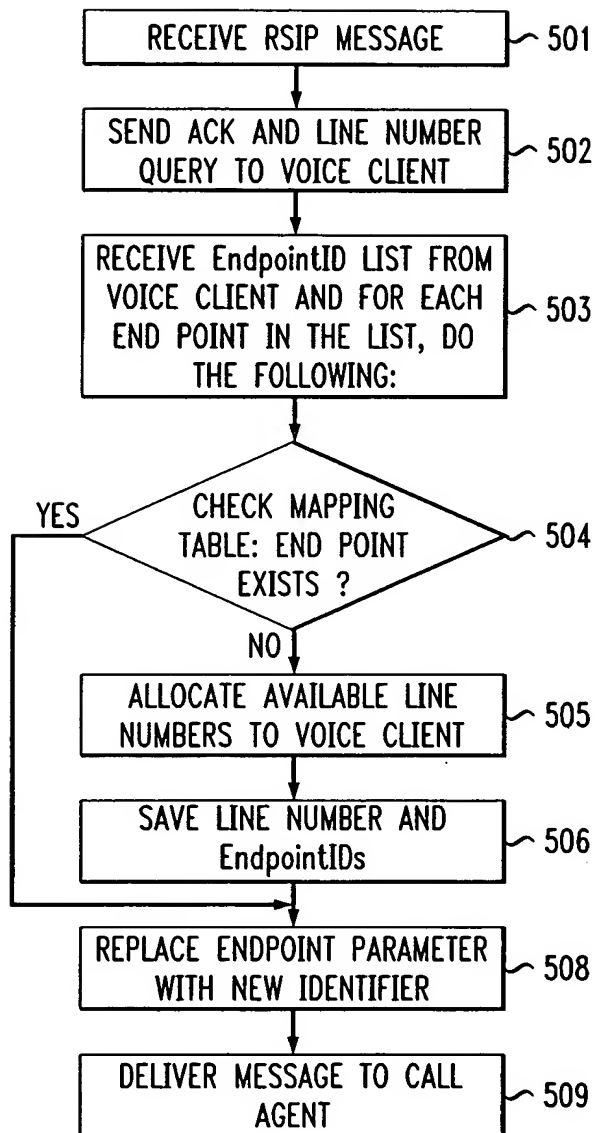 RECEIVE RSIP MESSAGE
501
SEND ACK AND LINE NUMBER
QUERY TO VOICE CLIENT
502
RECEIVE EndpointID LIST FROM
VOICE CLIENT AND FOR EACH
END POINT IN THE LIST, DO
THE FOLLOWING:
503
YES
CHECK MAPPING
TABLE: END POINT
EXISTS ?
504
NO
ALLOCATE AVAILABLE LINE
NUMBERS TO VOICE CLIENT
505
SAVE LINE NUMBER AND
EndpointIDs
506
REPLACE ENDPOINT PARAMETER
WITH NEW IDENTIFIER
508
DELIVER MESSAGE TO CALL
AGENT
509